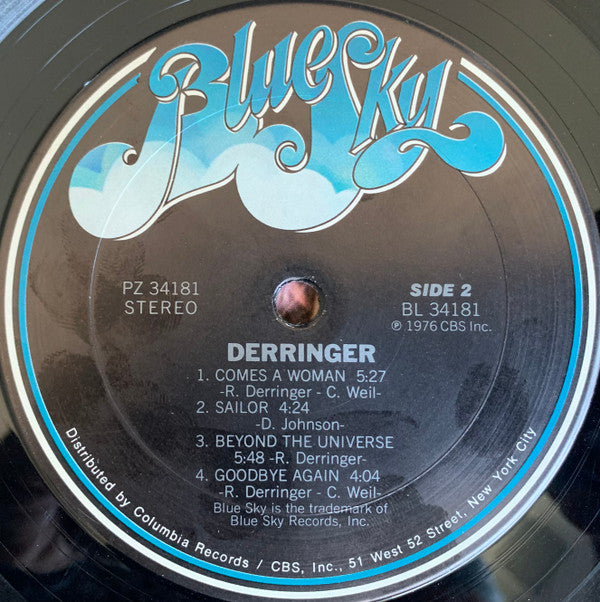 Blue Sky
PZ 34181
STEREO
SIDE 2
BL 34181
℗ 1976 CBS Inc.
DERRINGER
1. COMES A WOMAN 5:27
-R. Derringer - C. Weil-
2. SAILOR 4:24
-D. Johnson-
3. BEYOND THE UNIVERSE
5:48 -R. Derringer-
4. GOODBYE AGAIN 4:04
-R. Derringer - C. Weil-
Blue Sky is the trademark of
Blue Sky Records, Inc.
Distributed by Columbia Records / CBS, Inc., 51 West 52 Street, New York City